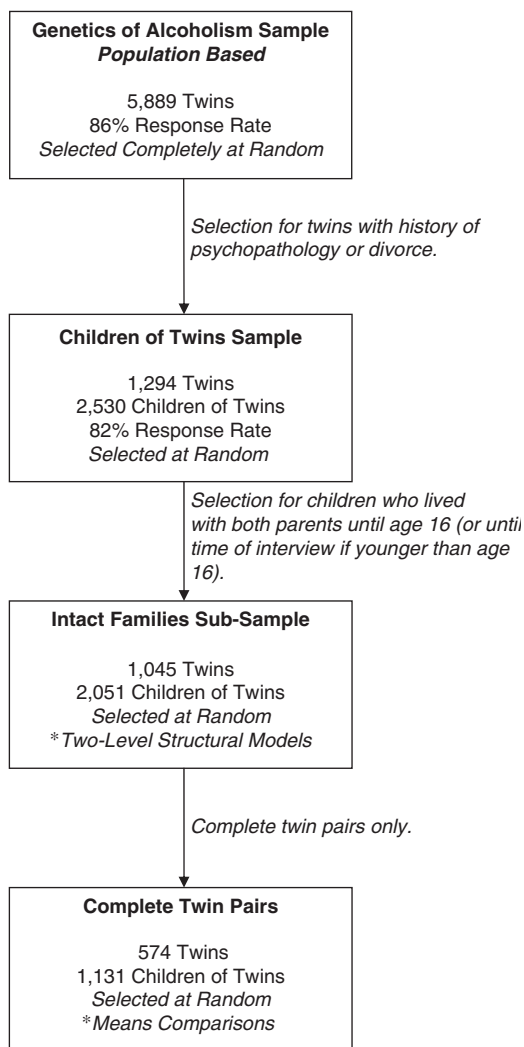 Genetics of Alcoholism Sample
Population Based
5,889 Twins
86% Response Rate
Selected Completely at Random
Selection for twins with history of
psychopathology or divorce.
Children of Twins Sample
1,294 Twins
2,530 Children of Twins
82% Response Rate
Selected at Random
Selection for children who lived
with both parents until age 16 (or until
time of interview if younger than age
16).
Intact Families Sub-Sample
1,045 Twins
2,051 Children of Twins
Selected at Random
*Two-Level Structural Models
Complete twin pairs only.
Complete Twin Pairs
574 Twins
1,131 Children of Twins
Selected at Random
*Means Comparisons